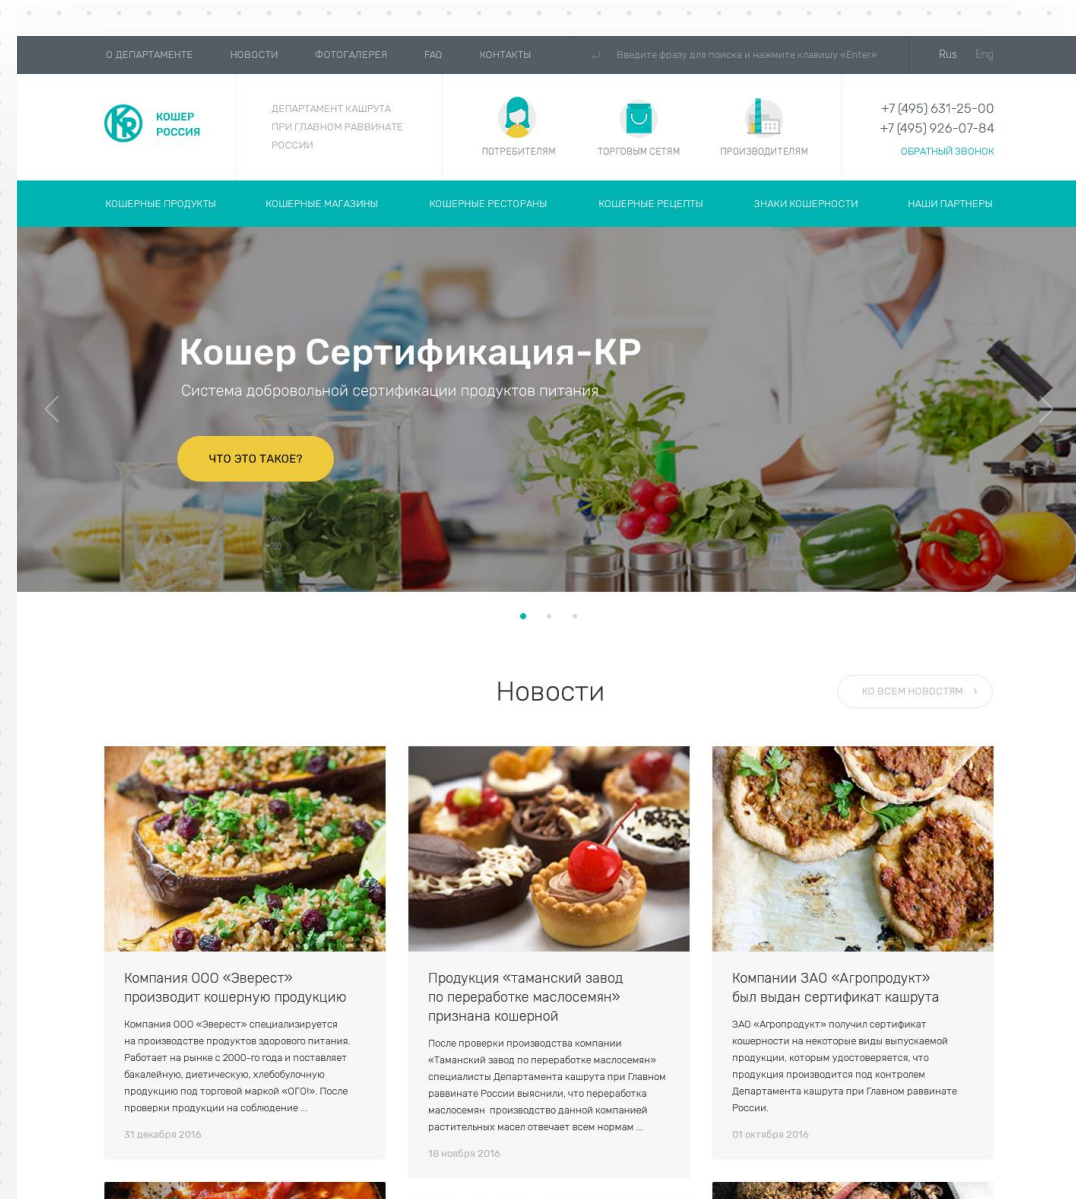 О ДЕПАРТАМЕНТЕ НОВОСТИ ФОТОГАЛЕРЕЯ FAQ КОНТАКТЫ Введите фразу для поиска и нажмите клавишу «Enter» Rus Eng
КОШЕР
РОССИЯ
ДЕПАРТАМЕНТ КАШРУТА
ПРИ ГЛАВНОМ РАВВИНАТЕ
РОССИИ
ПОТРЕБИТЕЛЯМ ТОРГОВЫМ СЕТЯМ ПРОИЗВОДИТЕЛЯМ
+7 (495) 631-25-00
+7 (495) 926-07-84
ОБРАТНЫЙ ЗВОНОК
КОШЕРНЫЕ ПРОДУКТЫ КОШЕРНЫЕ МАГАЗИНЫ КОШЕРНЫЕ РЕСТОРАНЫ КОШЕРНЫЕ РЕЦЕПТЫ ЗНАКИ КОШЕРНОСТИ НАШИ ПАРТНЕРЫ
Кошер Сертификация-КР
Система добровольной сертификации продуктов питания
ЧТО ЭТО ТАКОЕ?
Новости
КО ВСЕМ НОВОСТЯМ
Компания ООО «Эверест»
производит кошерную продукцию
Компания ООО «Эверест» специализируется
на производстве продуктов здорового питания.
Работает на рынке с 2000-го года и поставляет
бакалейную, диетическую, хлебобулочную
продукцию под торговой маркой «ОГО!». После
проверки продукции на соблюдение ...
31 декабря 2016
Продукция «таманский завод
по переработке маслосемян»
признана кошерной
После проверки производства компании
«Таманский завод по переработке маслосемян»
специалисты Департамента кашрута при Главном
раввинате России выяснили, что переработка
маслосемян производство данной компанией
растительных масел отвечает всем нормам ...
18 ноября 2016
Компании ЗАО «Агропродукт»
был выдан сертификат кашрута
ЗАО «Агропродукт» получил сертификат
кошерности на некоторые виды выпускаемой
продукции, которым удостоверяется, что
продукция производится под контролем
Департамента кашрута при Главном раввинате
России.
01 октября 2016